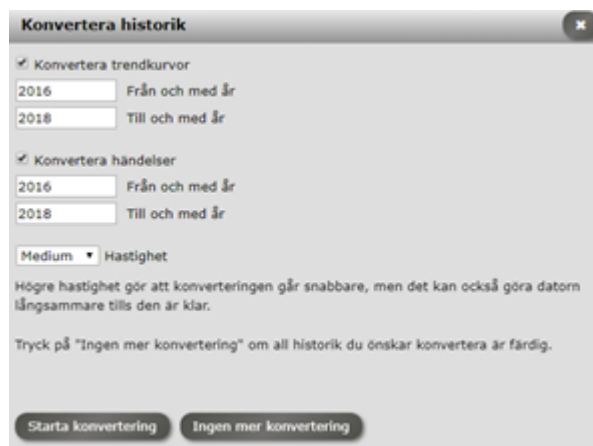 Konvertera historik
Konvertera trendkurvor
2016 Från och med år
2018 Till och med år
Konvertera händelser
2016 Från och med år
2018 Till och med år
Medium Hastighet
Högre hastighet gör att konverteringen går snabbare, men det kan också göra datorn
långsammare tills den är klar.
Tryck på "Ingen mer konvertering" om all historik du önskar konvertera är färdig.
Starta konvertering Ingen mer konvertering